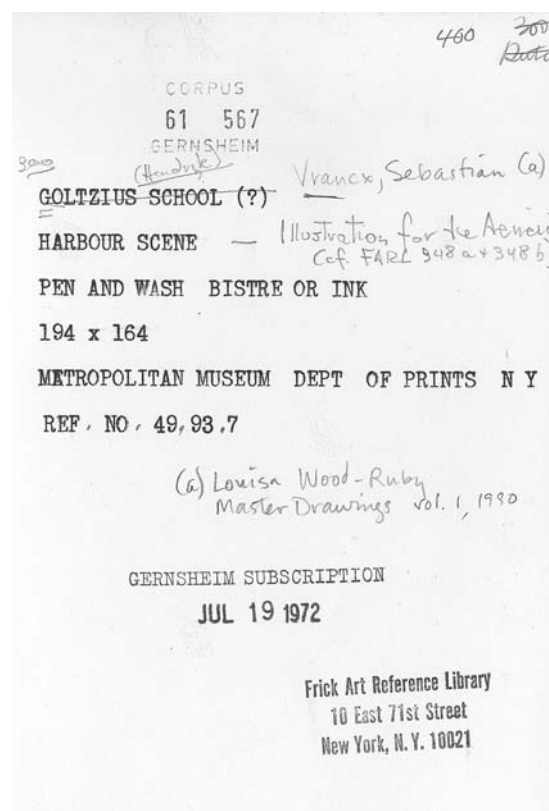 460 300
CORPUS
61 567
GERNSHEIM
300 (Hendrik)
GOLTZIUS SCHOOL (?) Vrancx, Sebastian (a)
HARBOUR SCENE — Illustration for the Aeneis
Cef. FARL 348a + 348b
PEN AND WASH BISTRE OR INK
194 x 164
METROPOLITAN MUSEUM DEPT OF PRINTS N Y
REF. NO. 49.93.7
(a) Louisa Wood-Ruby
Master Drawings vol. 1, 1990
GERNSHEIM SUBSCRIPTION
JUL 19 1972
Frick Art Reference Library
10 East 71st Street
New York, N.Y. 10021